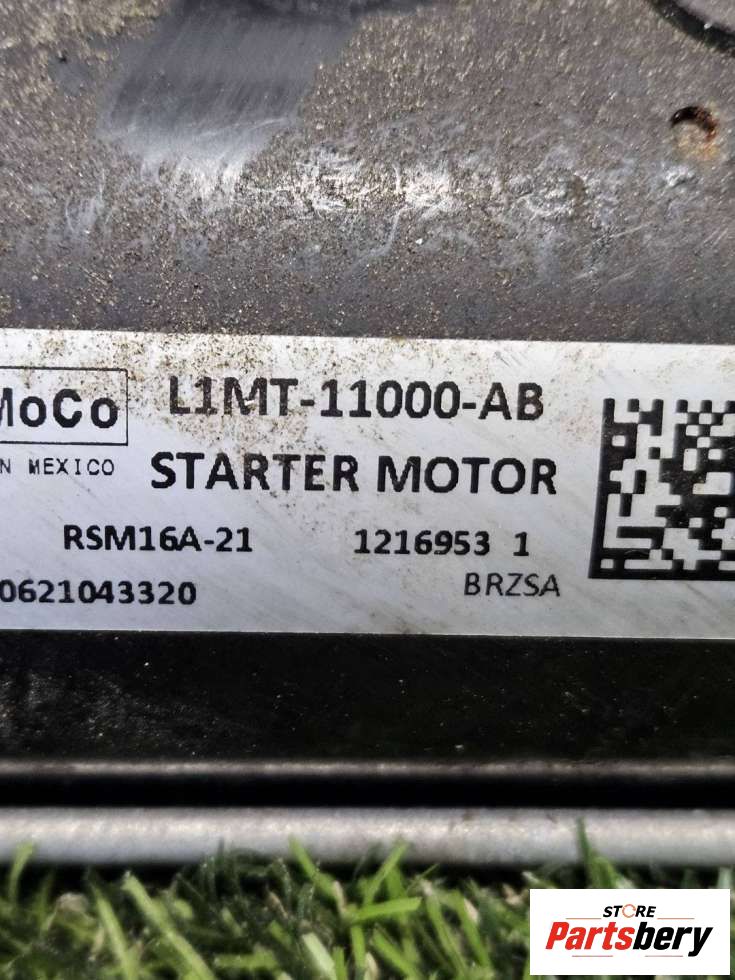 MoCo
L1MT-11000-AB
N MEXICO
STARTER MOTOR
RSM16A-21 1216953 1
0621043320
BRZSA
STORE
Partsbery